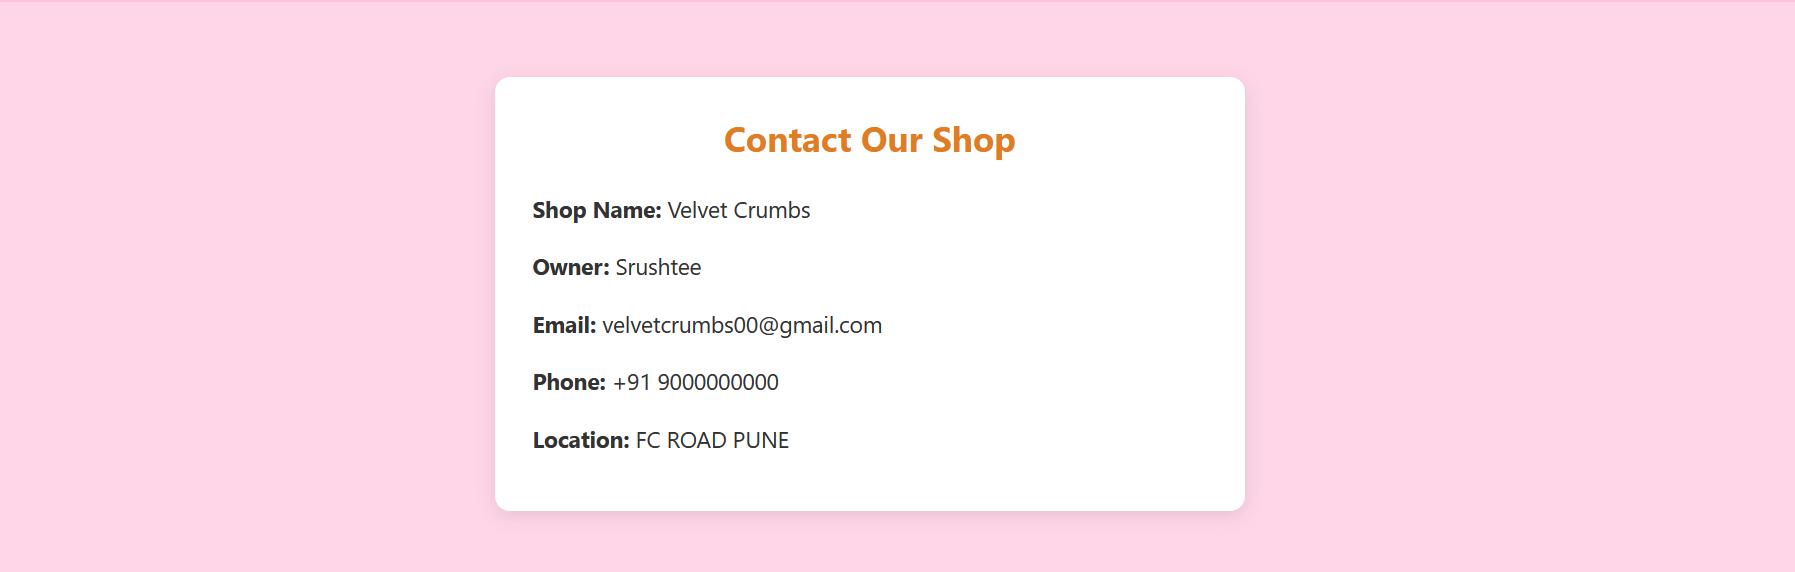 Contact Our Shop
Shop Name: Velvet Crumbs
Owner: Srushtee
Email: velvetcrumbs00@gmail.com
Phone: +91 9000000000
Location: FC ROAD PUNE